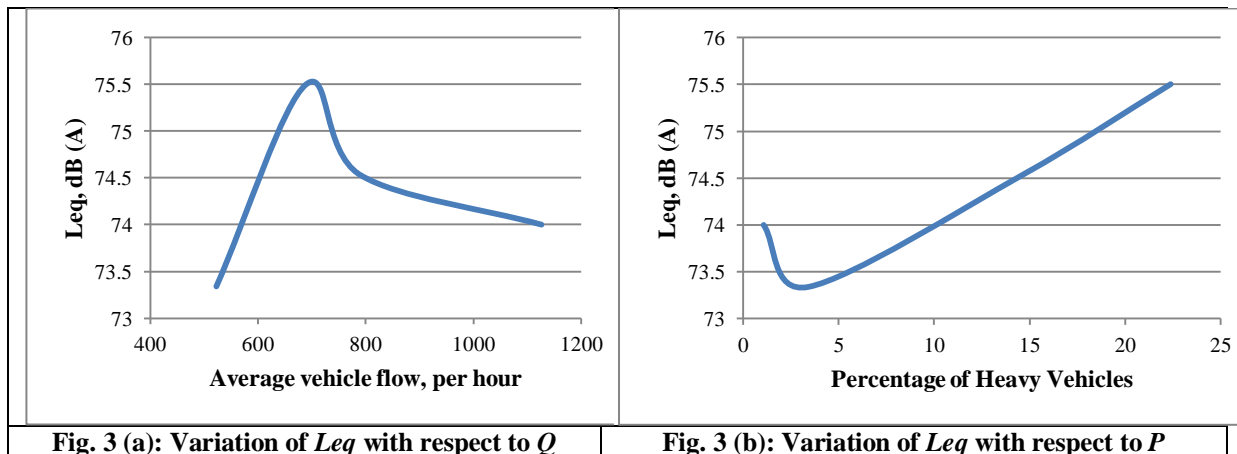 76
75.5
75
74.5
74
73.5
73
Leq, dB (A)
400 600 800 1000 1200
Average vehicle flow, per hour
Fig. 3 (a): Variation of Leq with respect to Q
76
75.5
75
74.5
74
73.5
73
Leq, dB (A)
0 5 10 15 20 25
Percentage of Heavy Vehicles
Fig. 3 (b): Variation of Leq with respect to P